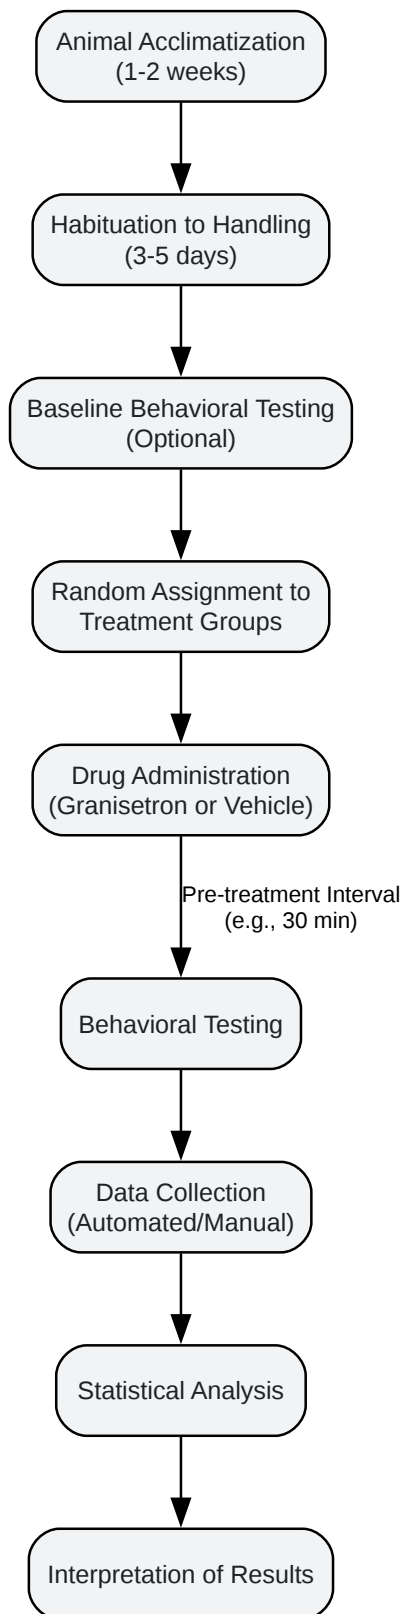 Animal Acclimatization
(1-2 weeks)
Habituation to Handling
(3-5 days)
Baseline Behavioral Testing
(Optional)
Random Assignment to
Treatment Groups
Drug Administration
(Granisetron or Vehicle)
Pre-treatment Interval
(e.g., 30 min)
Behavioral Testing
Data Collection
(Automated/Manual)
Statistical Analysis
Interpretation of Results